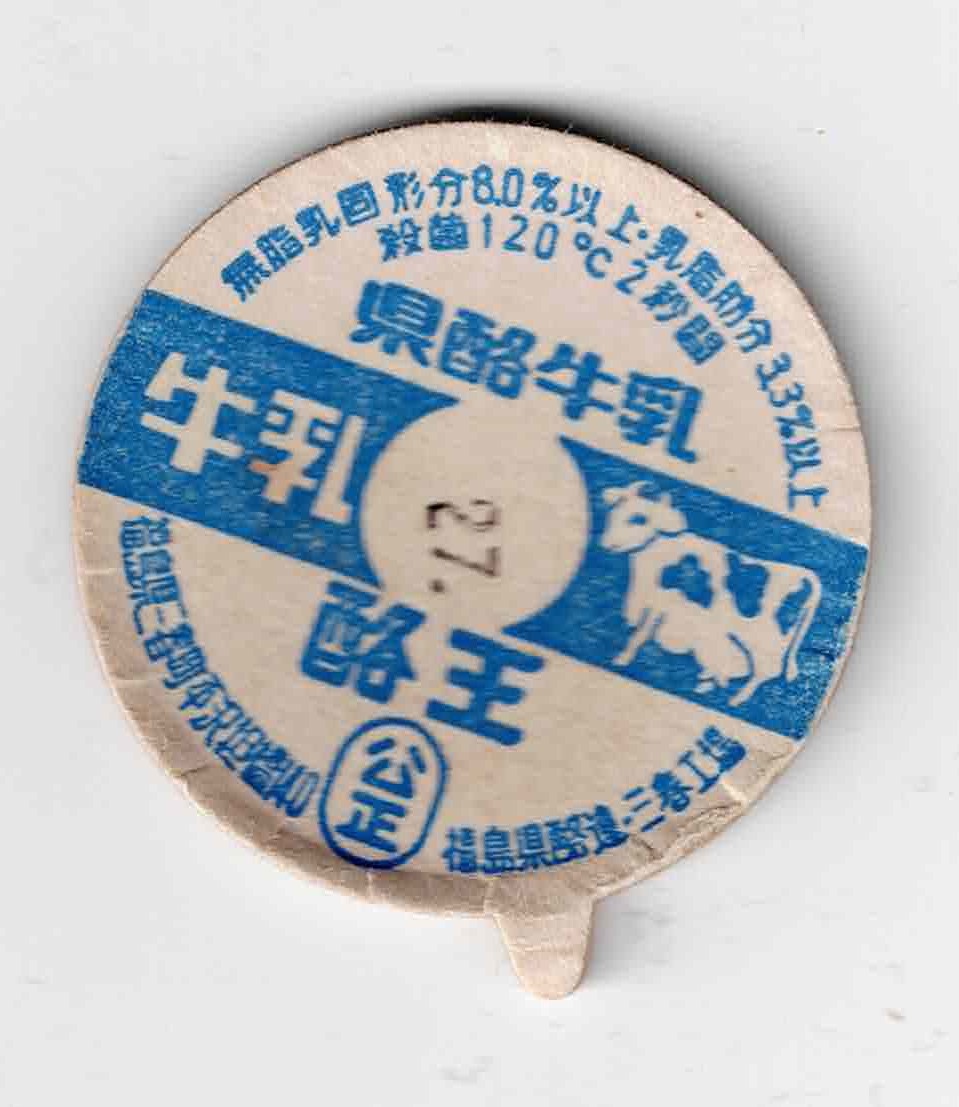 無脂乳固形分8.0%以上・乳脂肪分3.3%以上
殺菌120℃2秒間
県酪牛乳
牛乳
27.
酪王
公正
福島県酪連・三春工場